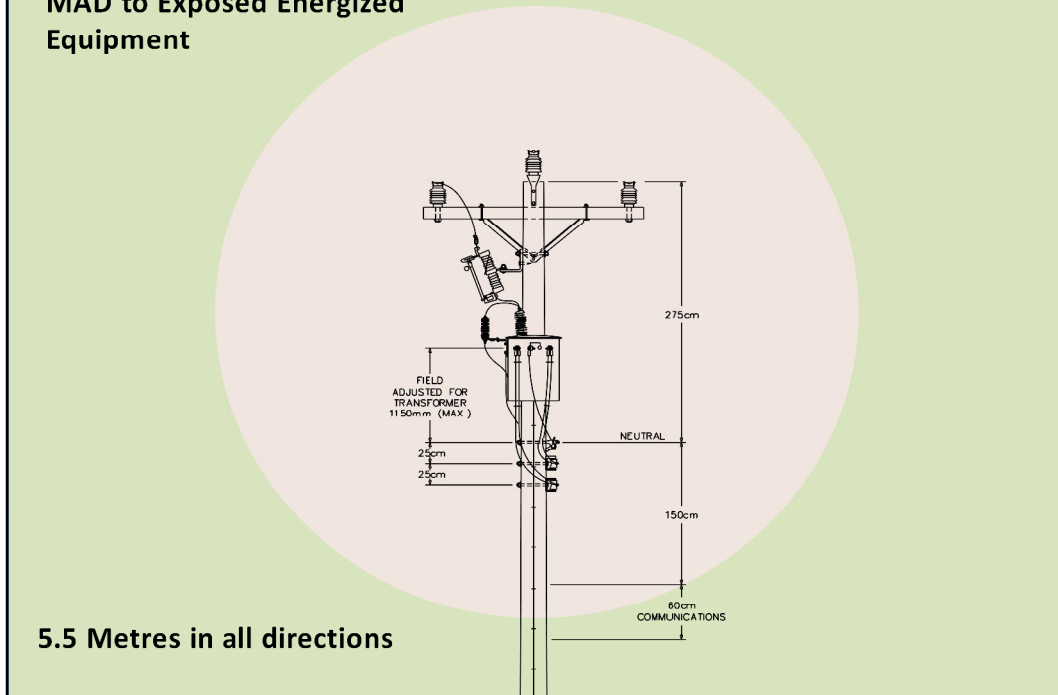 MAD to Exposed Energized
Equipment
275cm
FIELD
ADJUSTED FOR
TRANSFORMER
1150mm (MAX)
NEUTRAL
25cm
25cm
150cm
60cm
COMMUNICATIONS
5.5 Metres in all directions